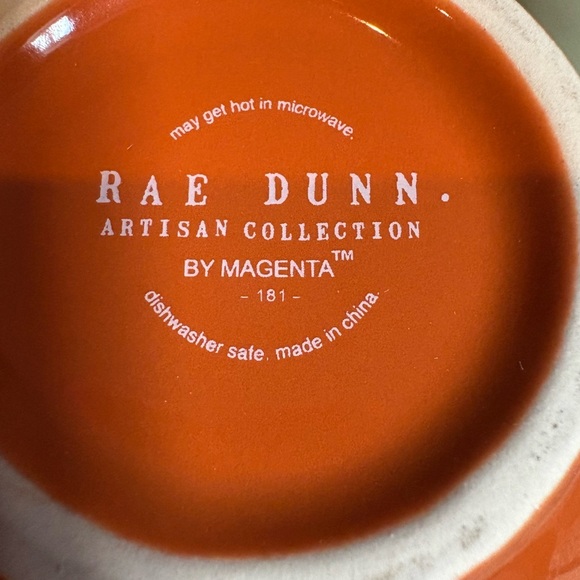 may get hot in microwave.
RAE DUNN.
ARTISAN COLLECTION
BY MAGENTA™
- 181 -
dishwasher safe. made in china.